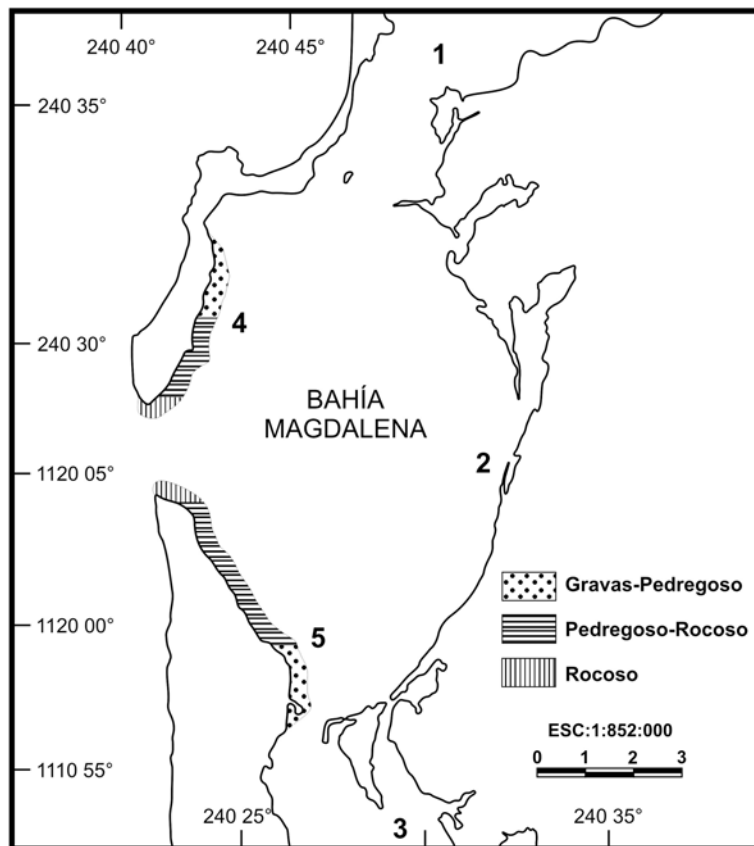 240 40°
240 45°
1
240 35°
4
240 30°
BAHÍA
MAGDALENA
2
1120 05°
Gravas-Pedregoso
5
Pedregoso-Rocoso
1120 00°
Rocoso
ESC:1:852:000
0 1 2 3
1110 55°
240 25°
3
240 35°